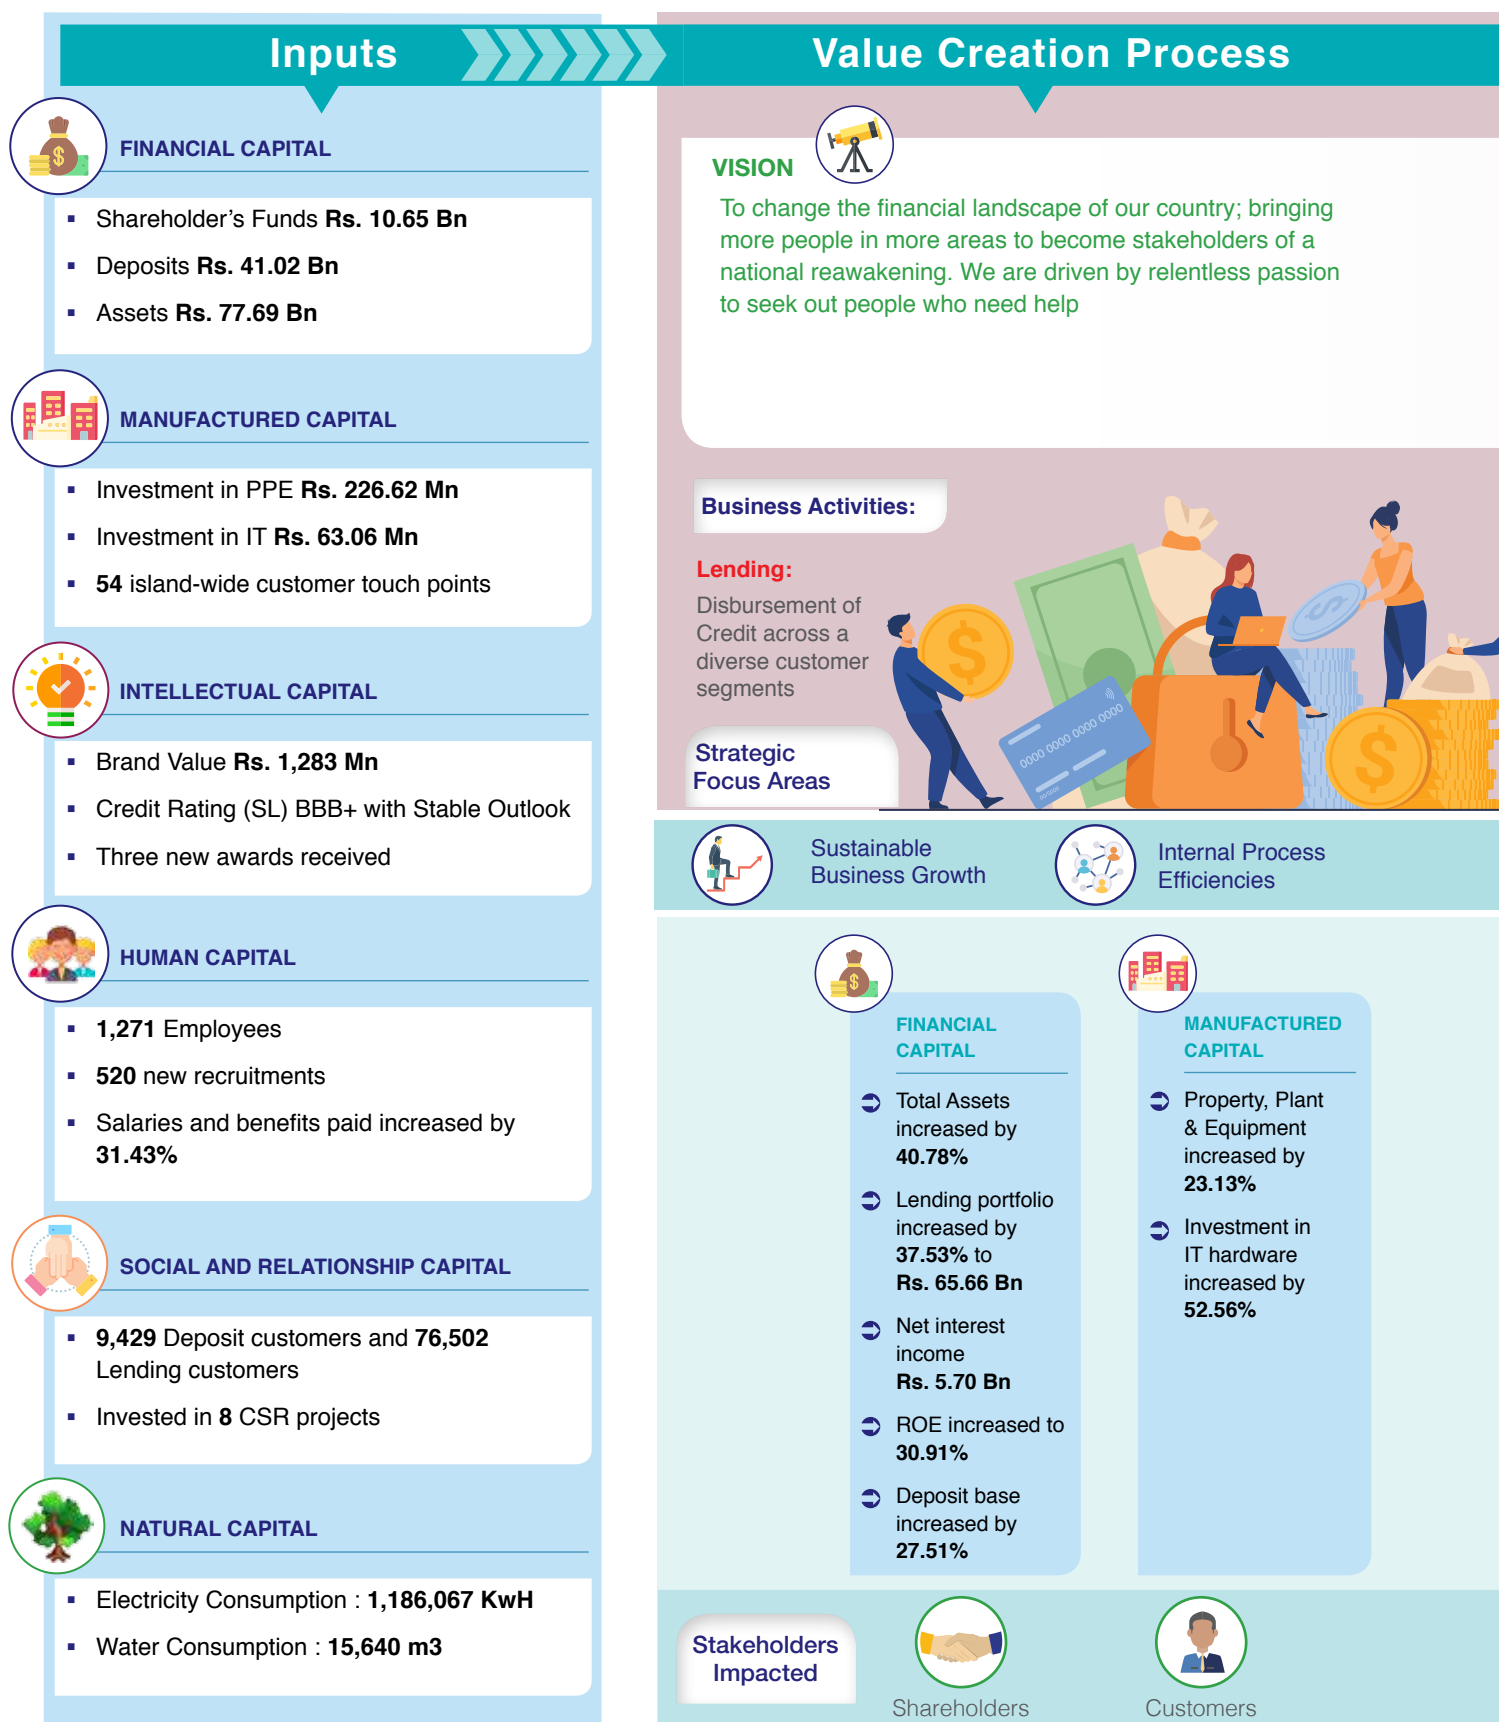 Inputs
FINANCIAL CAPITAL
▪ Shareholder’s Funds Rs. 10.65 Bn
▪ Deposits Rs. 41.02 Bn
▪ Assets Rs. 77.69 Bn
MANUFACTURED CAPITAL
▪ Investment in PPE Rs. 226.62 Mn
▪ Investment in IT Rs. 63.06 Mn
▪ 54 island-wide customer touch points
INTELLECTUAL CAPITAL
▪ Brand Value Rs. 1,283 Mn
▪ Credit Rating (SL) BBB+ with Stable Outlook
▪ Three new awards received
HUMAN CAPITAL
▪ 1,271 Employees
▪ 520 new recruitments
▪ Salaries and benefits paid increased by
31.43%
SOCIAL AND RELATIONSHIP CAPITAL
▪ 9,429 Deposit customers and 76,502
Lending customers
▪ Invested in 8 CSR projects
NATURAL CAPITAL
▪ Electricity Consumption : 1,186,067 KwH
▪ Water Consumption : 15,640 m3
Value Creation Process
VISION
To change the financial landscape of our country; bringing
more people in more areas to become stakeholders of a
national reawakening. We are driven by relentless passion
to seek out people who need help
Business Activities:
Lending:
Disbursement of
Credit across a
diverse customer
segments
0000 0000 0000 0000
Strategic
Focus Areas
Sustainable
Business Growth
Internal Process
Efficiencies
FINANCIAL
CAPITAL
Total Assets
increased by
40.78%
Lending portfolio
increased by
37.53% to
Rs. 65.66 Bn
Net interest
income
Rs. 5.70 Bn
ROE increased to
30.91%
Deposit base
increased by
27.51%
MANUFACTURED
CAPITAL
Property, Plant
& Equipment
increased by
23.13%
Investment in
IT hardware
increased by
52.56%
Stakeholders
Impacted
Shareholders
Customers